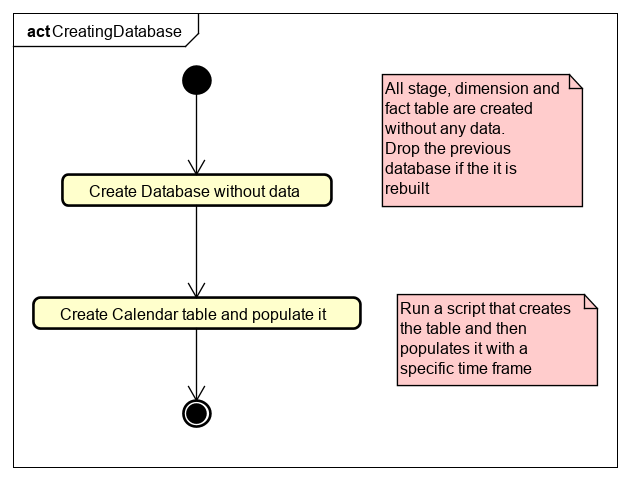 act CreatingDatabase
All stage, dimension and
fact table are created
without any data.
Drop the previous
database if the it is
rebuilt
Create Database without data
Create Calendar table and populate it
Run a script that creates
the table and then
populates it with a
specific time frame